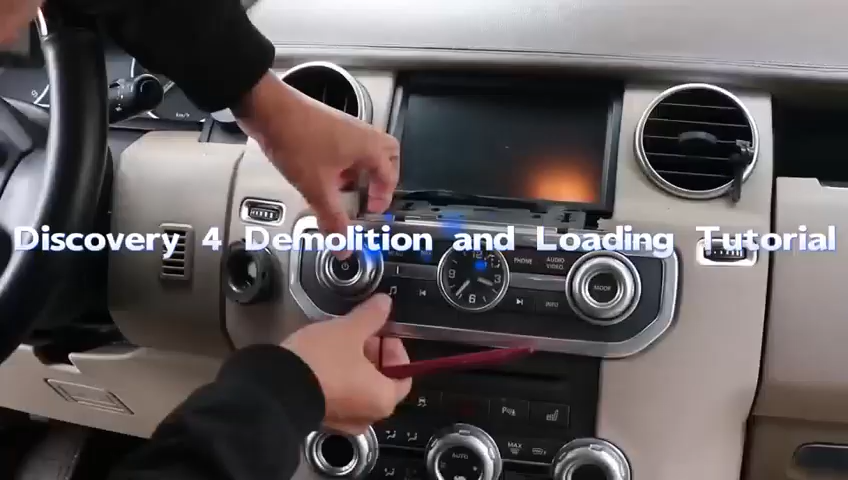 Discovery 4 Demolition and Loading Tutorial
PHONE
AUDIO
VIDEO
MODE
INFO
MAX
AUTO